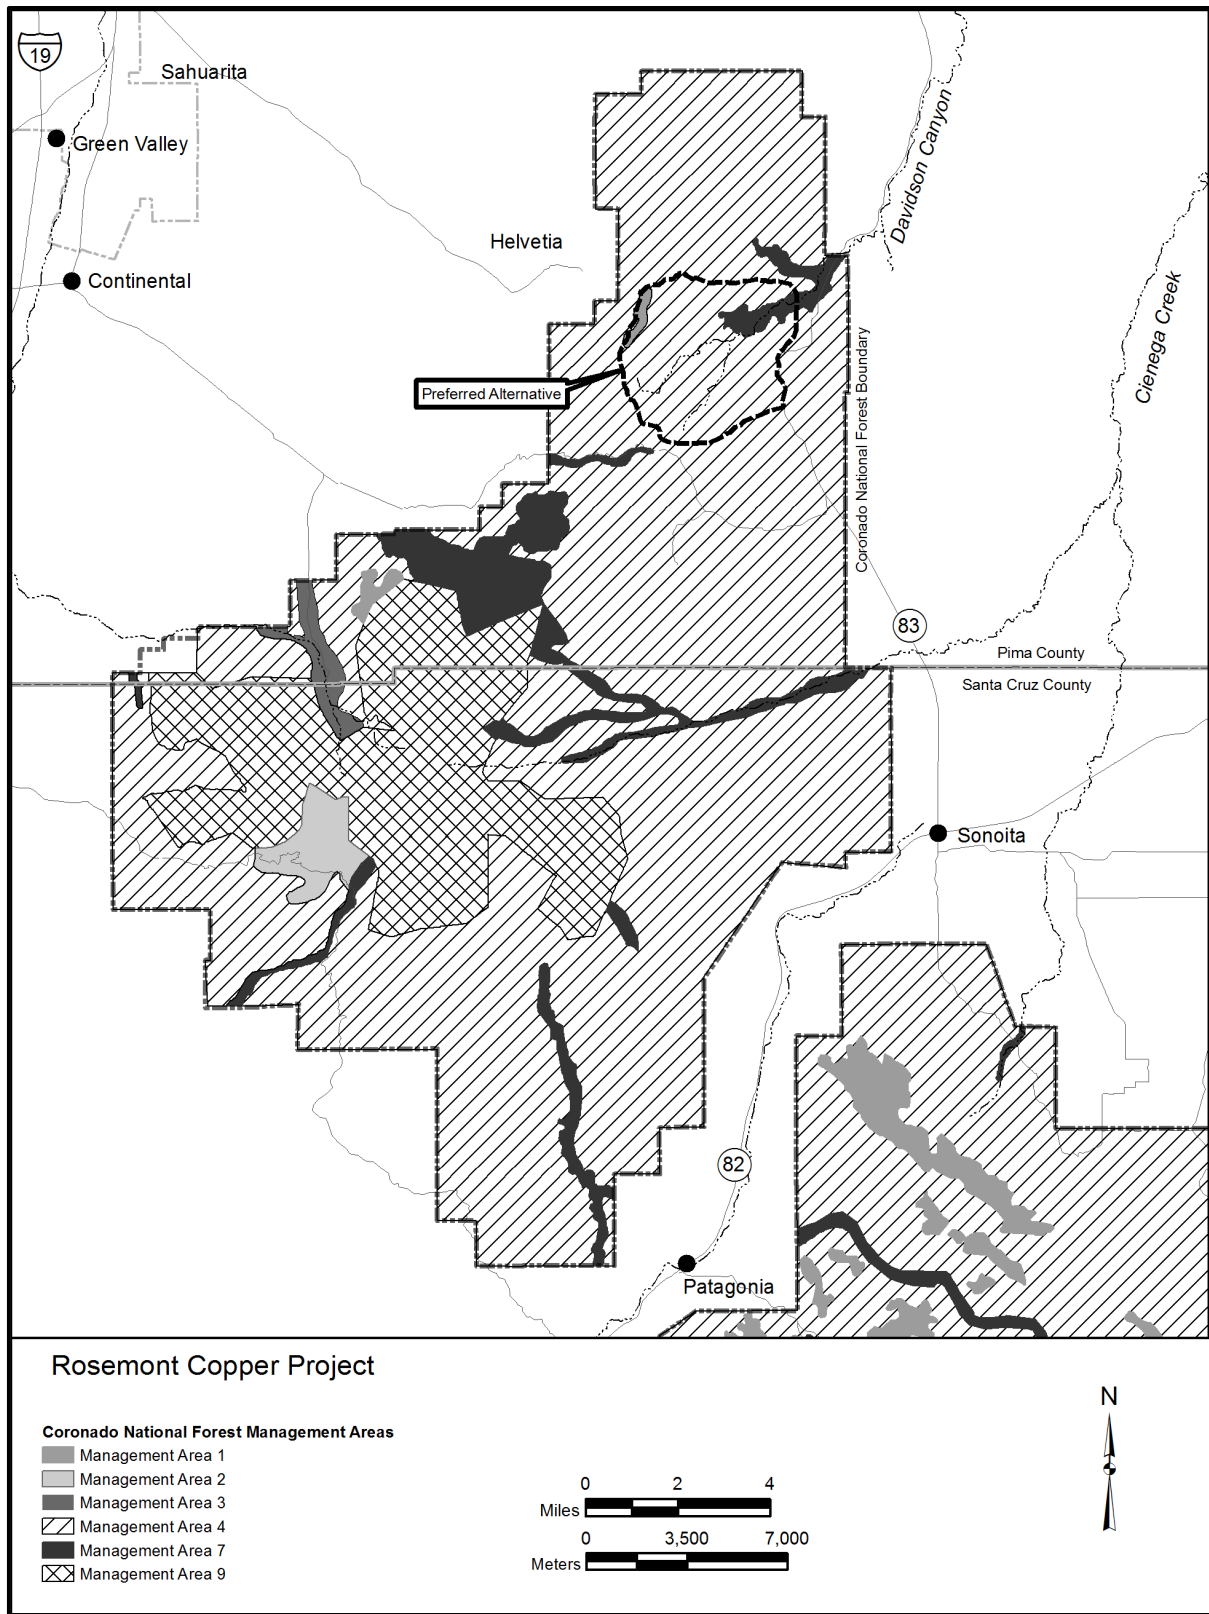 19
Sahuarita
Green Valley
Davidson Canyon
Helvetia
Continental
Cienega Creek
Coronado National Forest Boundary
Preferred Alternative
83
Pima County
Santa Cruz County
Sonoita
82
Patagonia
Rosemont Copper Project
Coronado National Forest Management Areas
Management Area 1
Management Area 2
Management Area 3
Management Area 4
Management Area 7
Management Area 9
0 2 4
Miles
0 3,500 7,000
Meters
N